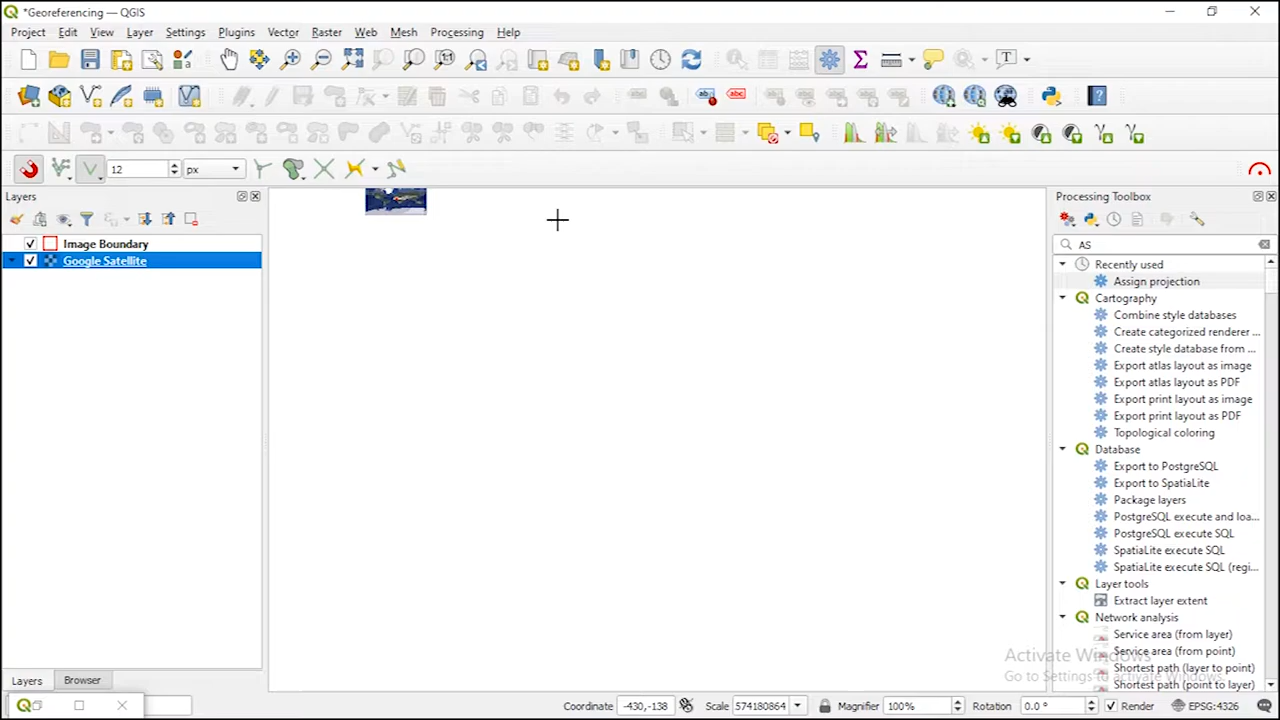 *Georeferencing — QGIS
Project Edit View Layer Settings Plugins Vector Raster Web Mesh Processing Help
12 px
Layers
Processing Toolbox
AS
Image Boundary
Google Satellite
Recently used
Assign projection
Cartography
Combine style databases
Create categorized renderer ...
Create style database from ...
Export atlas layout as image
Export atlas layout as PDF
Export print layout as image
Export print layout as PDF
Topological coloring
Database
Export to PostgreSQL
Export to SpatiaLite
Package layers
PostgreSQL execute and loa...
PostgreSQL execute SQL
SpatiaLite execute SQL
SpatiaLite execute SQL (regi...
Layer tools
Extract layer extent
Network analysis
Service area (from layer)
Service area (from point)
Shortest path (layer to point)
Shortest path (point to layer)
Activate Windows
Go to Settings to activate Windows.
Layers Browser
Coordinate -430,-138 Scale 574180864 Magnifier 100% Rotation 0.0 ° Render EPSG:4326